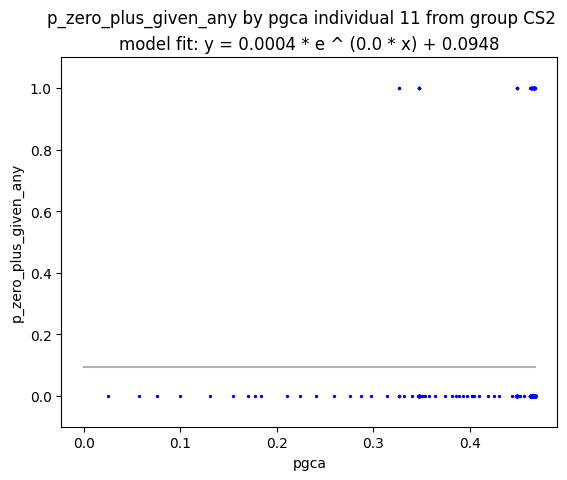 p_zero_plus_given_any by pgca individual 11 from group CS2
model fit: y = 0.0004 * e ^ (0.0 * x) + 0.0948
1.0
0.8
0.6
0.4
0.2
0.0
p_zero_plus_given_any
0.0 0.1 0.2 0.3 0.4
pgca